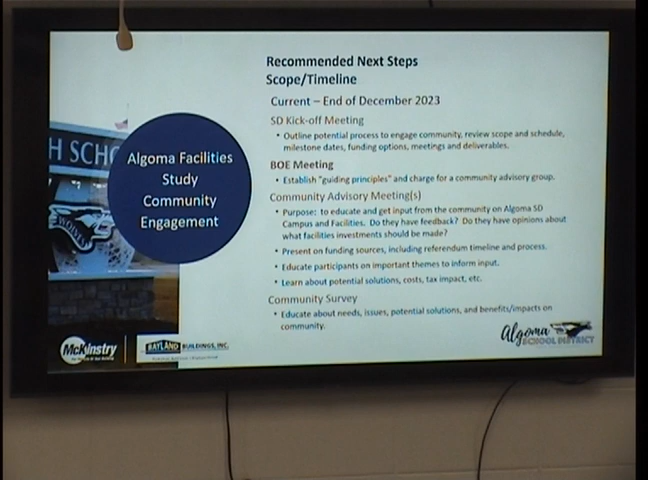 Recommended Next Steps
Scope/Timeline
Current – End of December 2023
SD Kick-off Meeting
• Outline potential process to engage community, review scope and schedule,
milestone dates, funding options, meetings and deliverables.
BOE Meeting
• Establish "guiding principles" and charge for a community advisory group.
Community Advisory Meeting(s)
• Purpose: to educate and get input from the community on Algoma SD
Campus and Facilities. Do they have feedback? Do they have opinions about
what facilities investments should be made?
• Present on funding sources, including referendum timeline and process.
• Educate participants on important themes to inform input.
• Learn about potential solutions, costs, tax impact, etc.
Community Survey
• Educate about needs, issues, potential solutions, and benefits/impacts on
community.
Algoma Facilities
Study
Community
Engagement
H SCHO
WOLVES
McKinstry
BAYLAND BUILDINGS, INC.
Algoma
SCHOOL DISTRICT